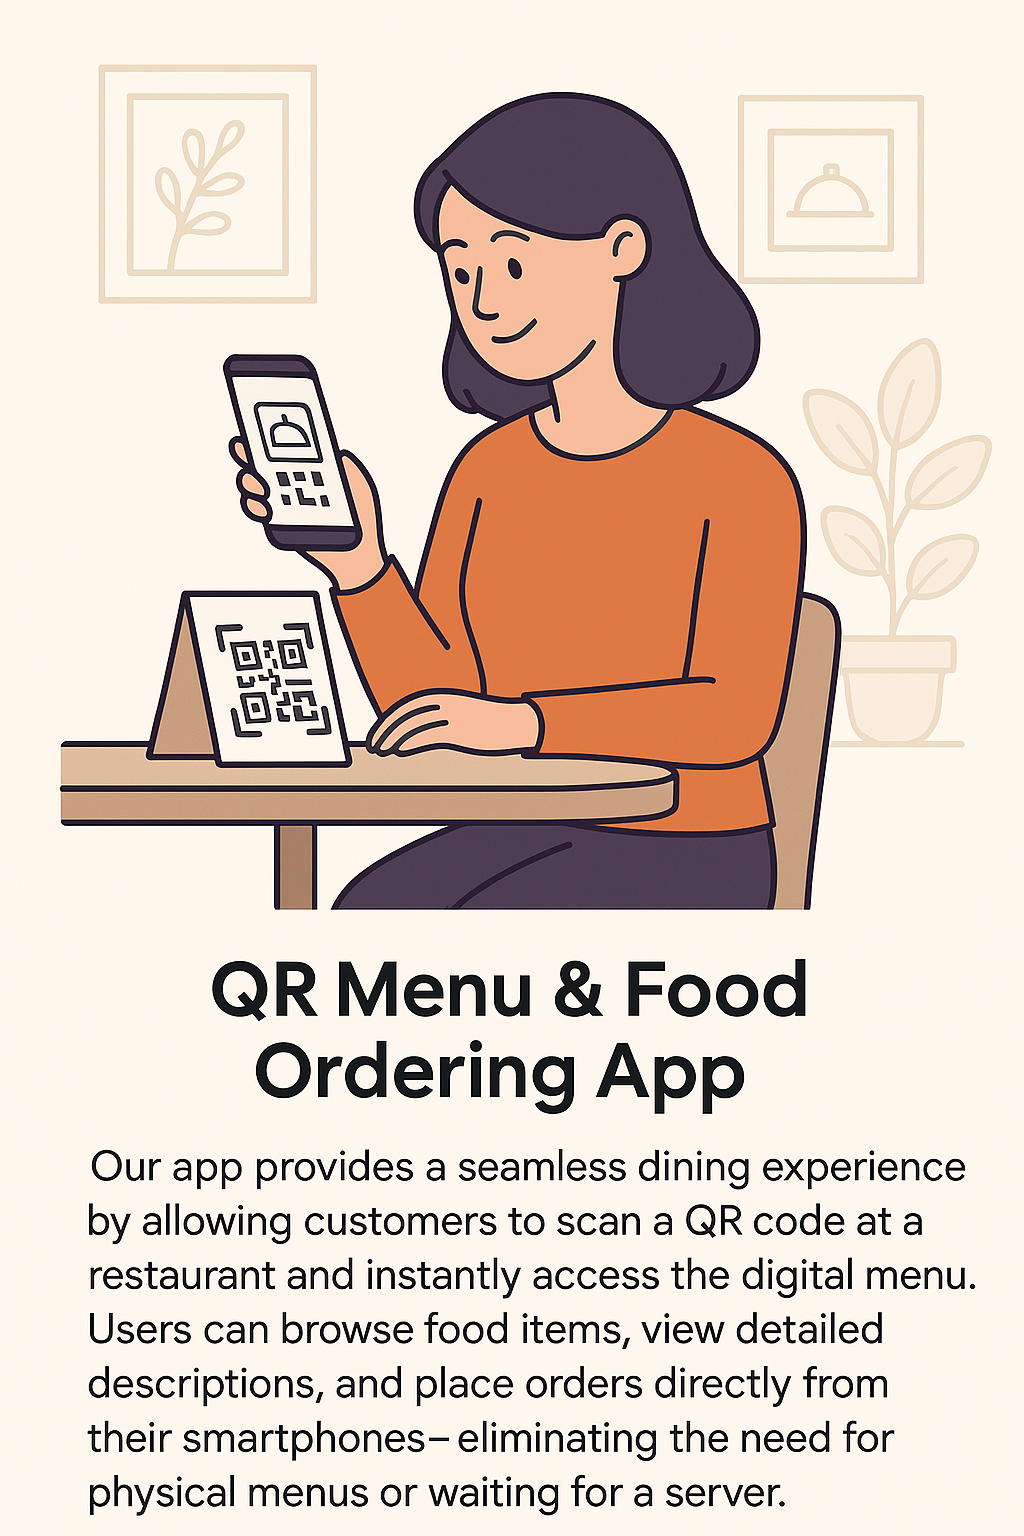 QR Menu & Food
Ordering App
Our app provides a seamless dining experience
by allowing customers to scan a QR code at a
restaurant and instantly access the digital menu.
Users can browse food items, view detailed
descriptions, and place orders directly from
their smartphones–eliminating the need for
physical menus or waiting for a server.